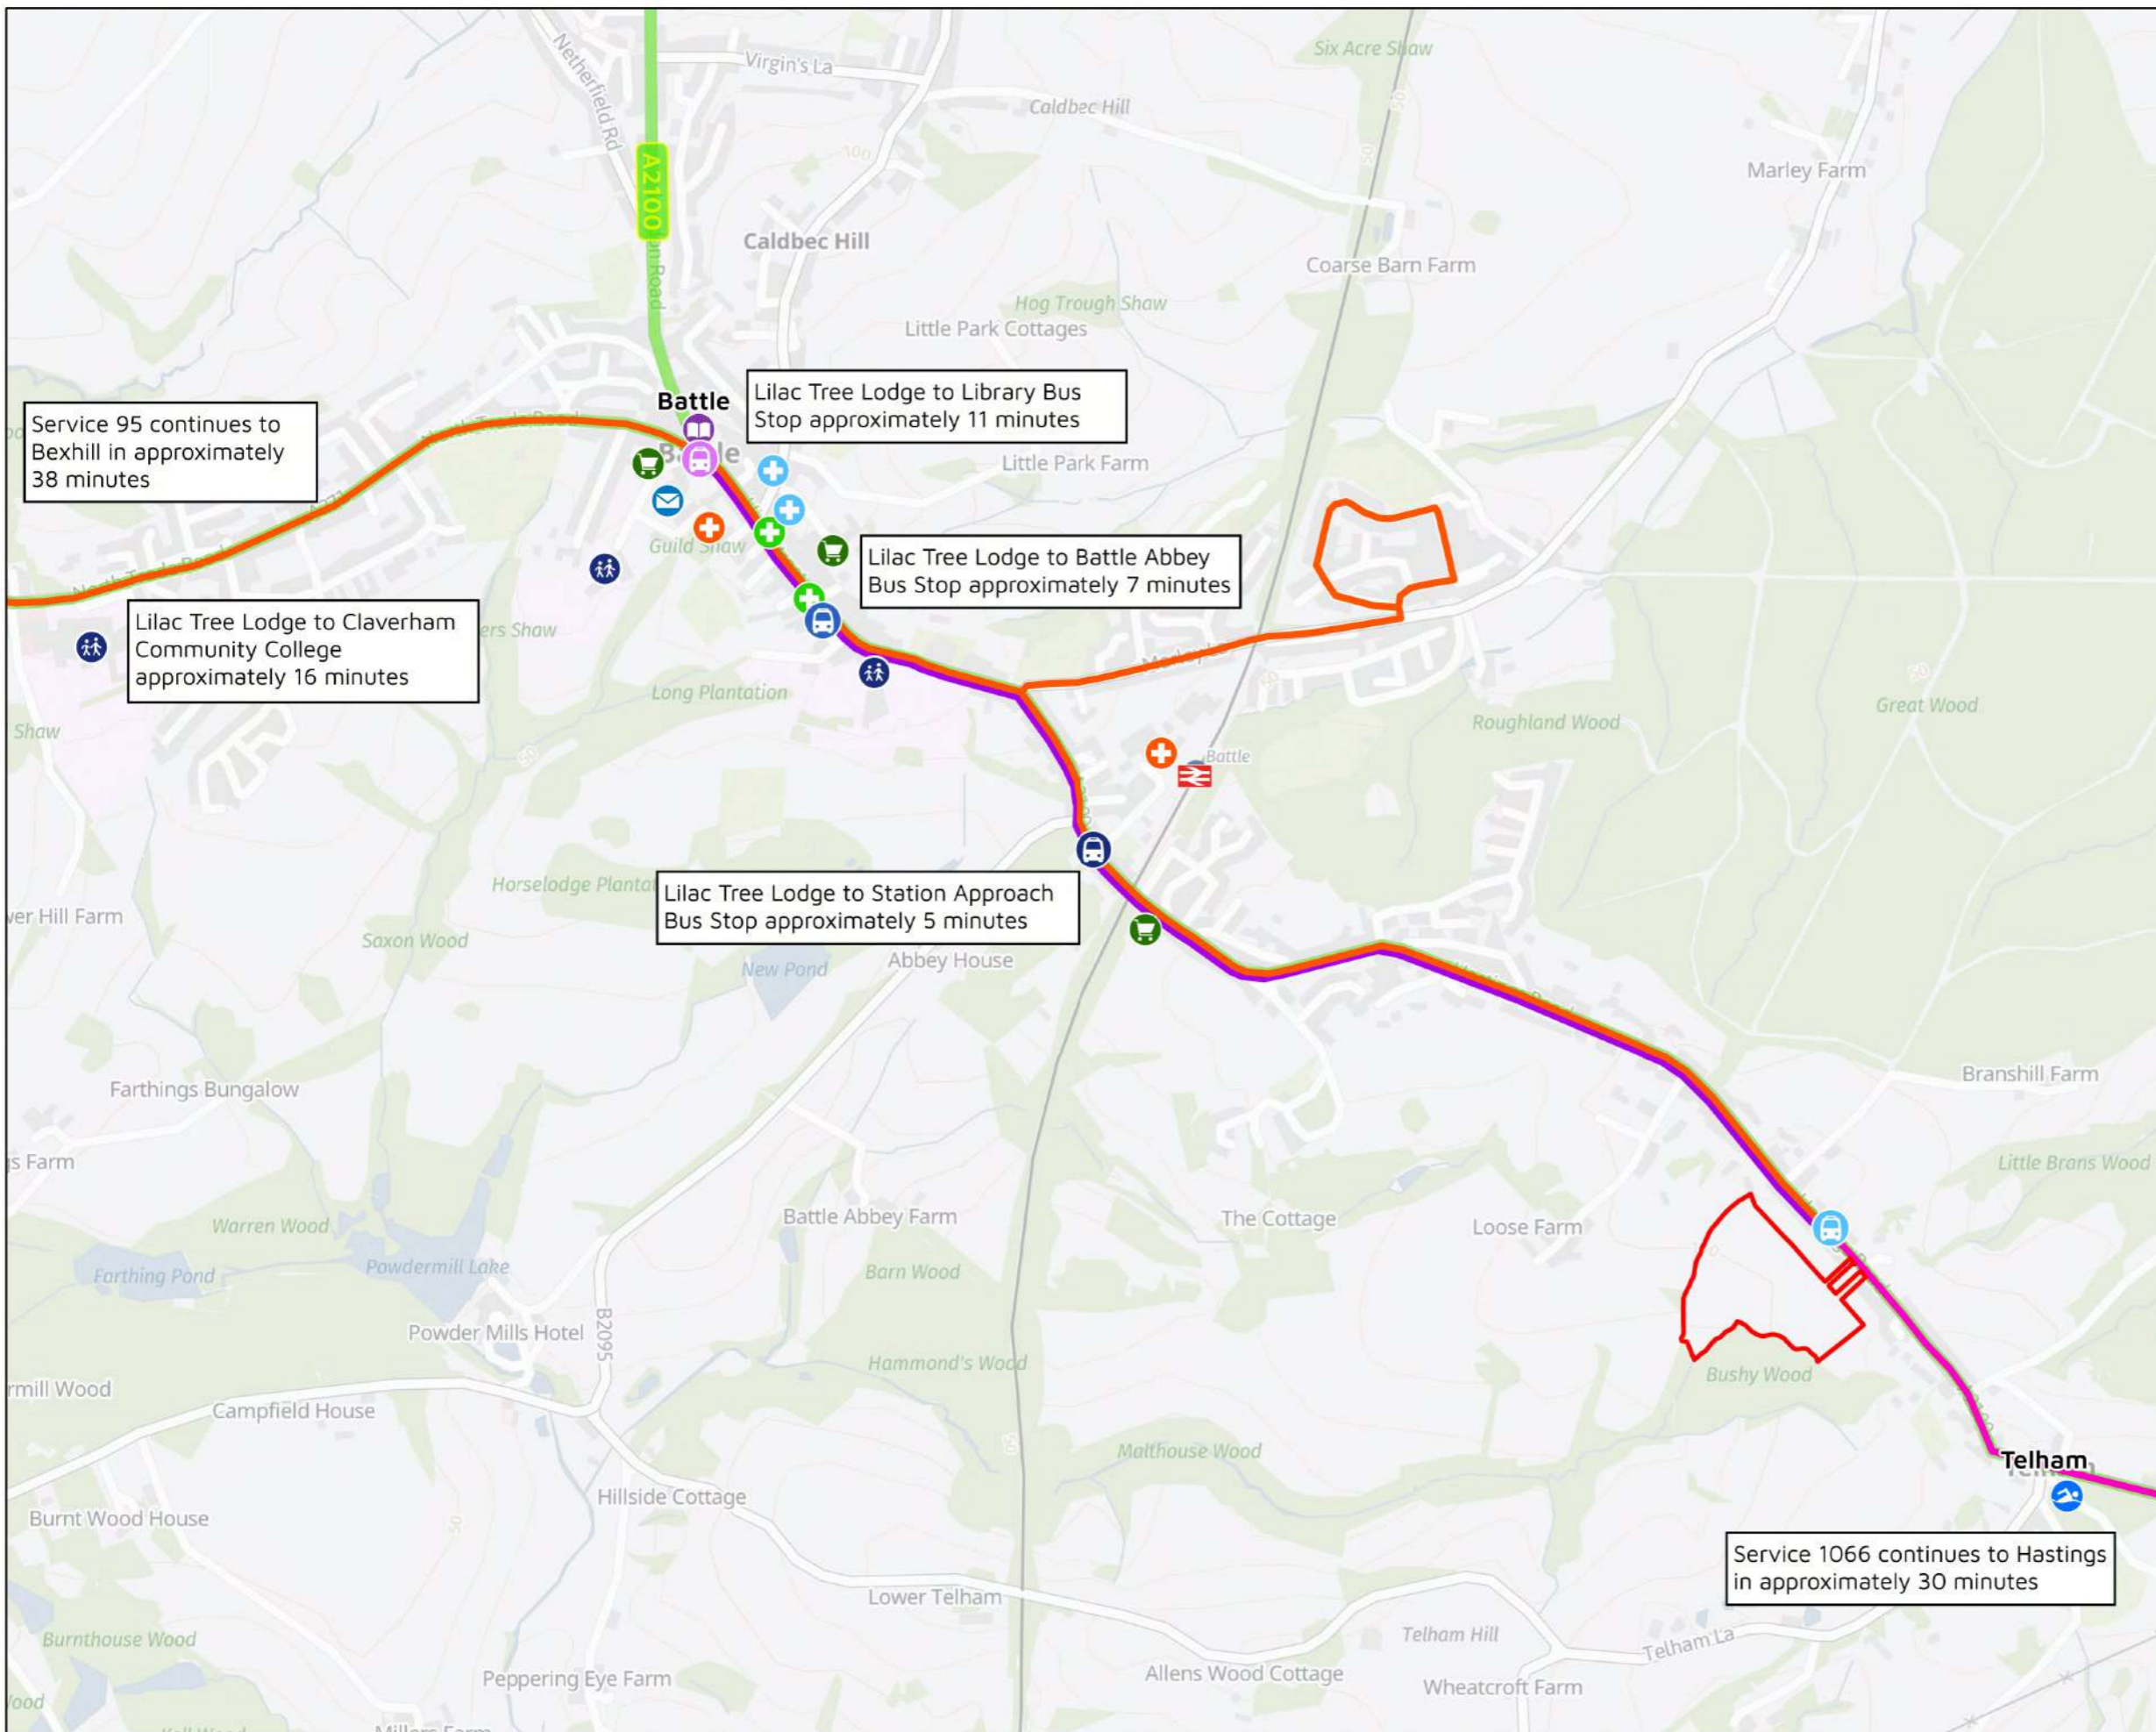 Six Acre Shaw
Netherfield Rd
Virgin's La
Caldbec Hill
50
100
50
Marley Farm
A2100
Caldbec Hill
Coarse Barn Farm
Hog Trough Shaw
Little Park Cottages
Battle
Lilac Tree Lodge to Library Bus
Stop approximately 11 minutes
Service 95 continues to
Bexhill in approximately
38 minutes
Little Park Farm
Guild Shaw
Lilac Tree Lodge to Battle Abbey
Bus Stop approximately 7 minutes
Lilac Tree Lodge to Claverham
Community College
approximately 16 minutes
Long Plantation
50
50
Great Wood
Shaw
Roughland Wood
50
Battle
Lilac Tree Lodge to Station Approach
Bus Stop approximately 5 minutes
Saxon Wood
New Pond
Abbey House
Farthings Bungalow
Branshill Farm
Little Brans Wood
Warren Wood
Battle Abbey Farm
The Cottage
Loose Farm
Farthing Pond
Powdermill Lake
Barn Wood
Powder Mills Hotel
B2095
Hammond's Wood
Bushy Wood
Campfield House
Malthouse Wood
50
Telham
Hillside Cottage
Burnt Wood House
50
Service 1066 continues to Hastings
in approximately 30 minutes
Lower Telham
Burnthouse Wood
Telham Hill
Telham La
Peppering Eye Farm
Allens Wood Cottage
Wheatcroft Farm